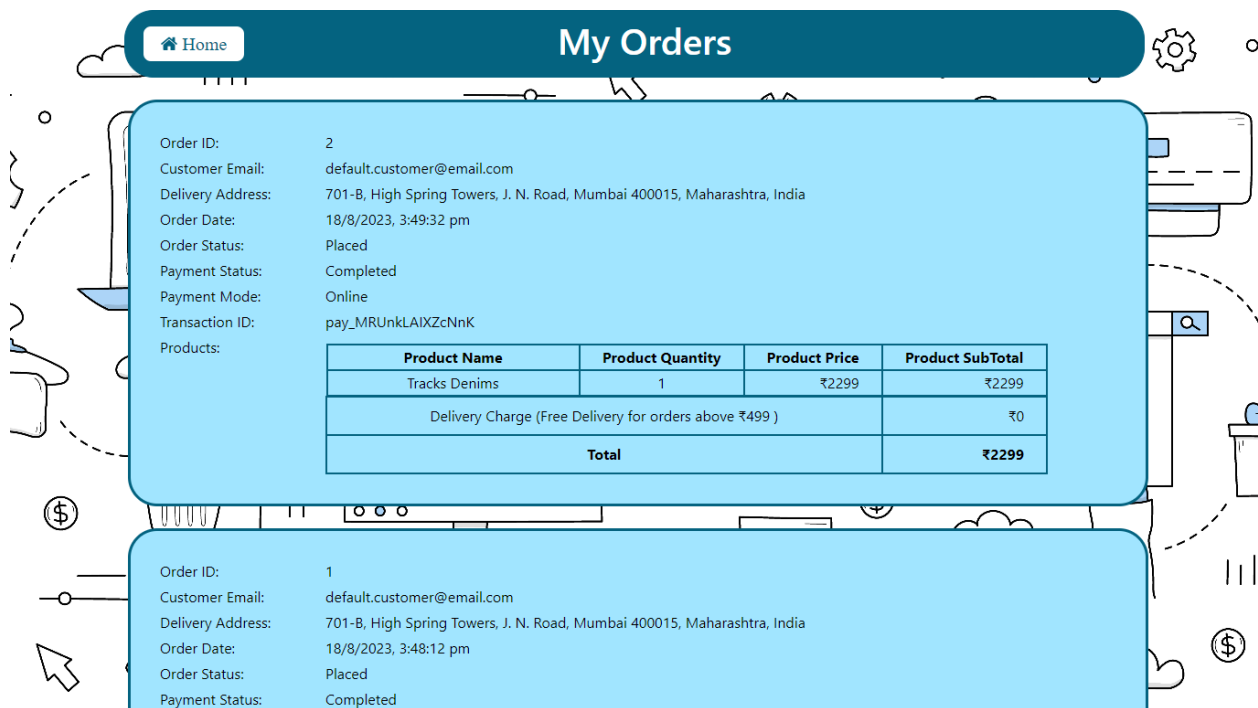 Home
My Orders
Order ID: 2
Customer Email: default.customer@email.com
Delivery Address: 701-B, High Spring Towers, J. N. Road, Mumbai 400015, Maharashtra, India
Order Date: 18/8/2023, 3:49:32 pm
Order Status: Placed
Payment Status: Completed
Payment Mode: Online
Transaction ID: pay_MRUnkLAIXZcNnK
Products:
Product Name Product Quantity Product Price Product SubTotal
Tracks Denims 1 ₹2299 ₹2299
Delivery Charge (Free Delivery for orders above ₹499 ) ₹0
Total ₹2299
Order ID: 1
Customer Email: default.customer@email.com
Delivery Address: 701-B, High Spring Towers, J. N. Road, Mumbai 400015, Maharashtra, India
Order Date: 18/8/2023, 3:48:12 pm
Order Status: Placed
Payment Status: Completed